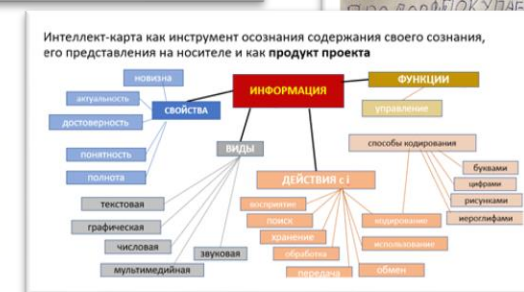 Интеллект-карта как инструмент осознания содержания своего сознания,
его представления на носителе и как продукт проекта
ИНФОРМАЦИЯ
СВОЙСТВА
новизна
актуальность
достоверность
понятность
полнота
ВИДЫ
текстовая
графическая
числовая
мультимедийная
звуковая
ДЕЙСТВИЯ с i
восприятие
поиск
хранение
обработка
передача
обмен
использование
кодирование
способы кодирования
буквами
цифрами
рисунками
иероглифами
ФУНКЦИИ
управление